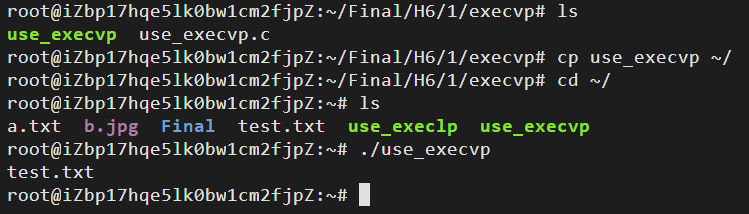 root@iZbp17hqe5lk0bw1cm2fjpZ:~/Final/H6/1/execvp# ls
use_execvp  use_execvp.c
root@iZbp17hqe5lk0bw1cm2fjpZ:~/Final/H6/1/execvp# cp use_execvp ~/
root@iZbp17hqe5lk0bw1cm2fjpZ:~/Final/H6/1/execvp# cd ~/
root@iZbp17hqe5lk0bw1cm2fjpZ:~# ls
a.txt  b.jpg  Final  test.txt  use_execlp  use_execvp
root@iZbp17hqe5lk0bw1cm2fjpZ:~# ./use_execvp
test.txt
root@iZbp17hqe5lk0bw1cm2fjpZ:~#